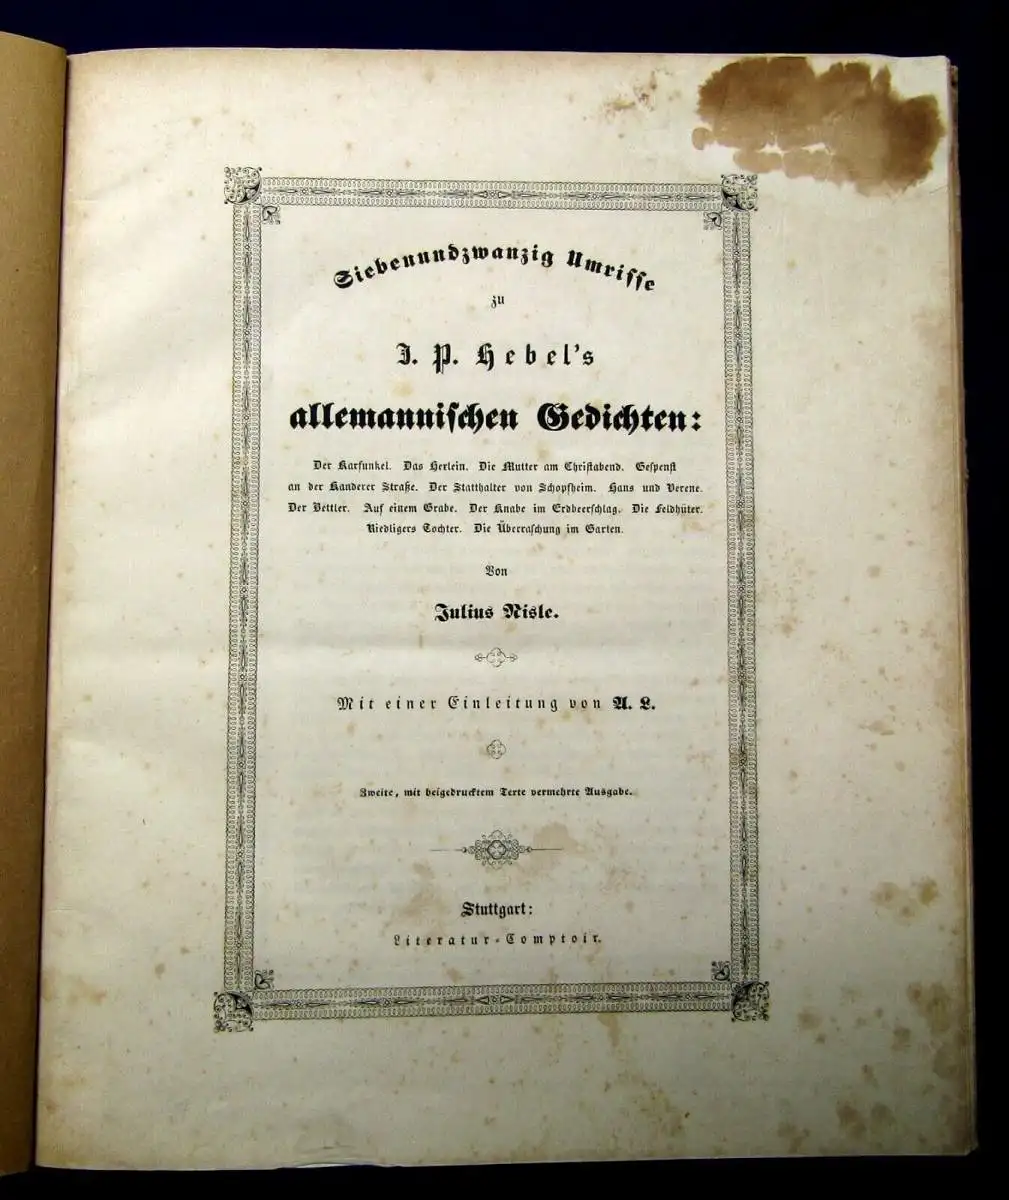 Siebenundzwanzig Umrisse
zu
J. P. Hebel's
allemannischen Gedichten:
Der Karfunkel. Das Herlein. Die Mutter am Christabend. Gespenst
an der Kanderer Straße. Der Statthalter von Schopfheim. Hans und Verene.
Der Bettler. Auf einem Grabe. Der Knabe im Erdbeerschlag. Die Feldhüter.
Riedligers Tochter. Die Überraschung im Garten.
Von
Julius Nisle.
Mit einer Einleitung von A. L.
Zweite, mit beigedrucktem Texte vermehrte Ausgabe.
Stuttgart:
Literatur-Comptoir.